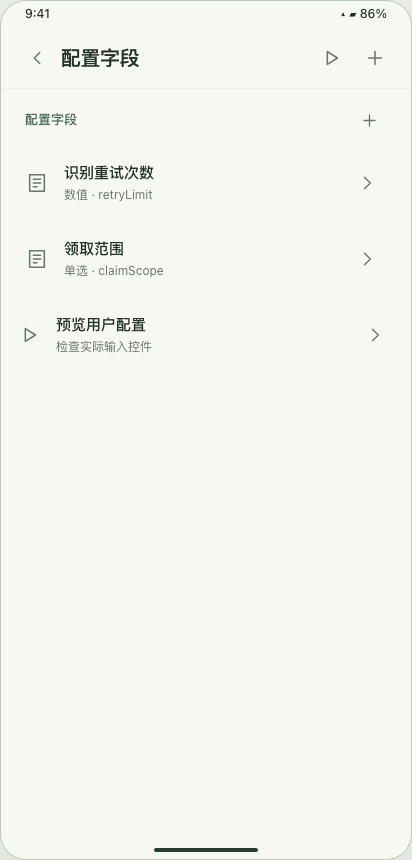 9:41
86%
配置字段
配置字段
识别重试次数
数值 · retryLimit
领取范围
单选 · claimScope
预览用户配置
检查实际输入控件